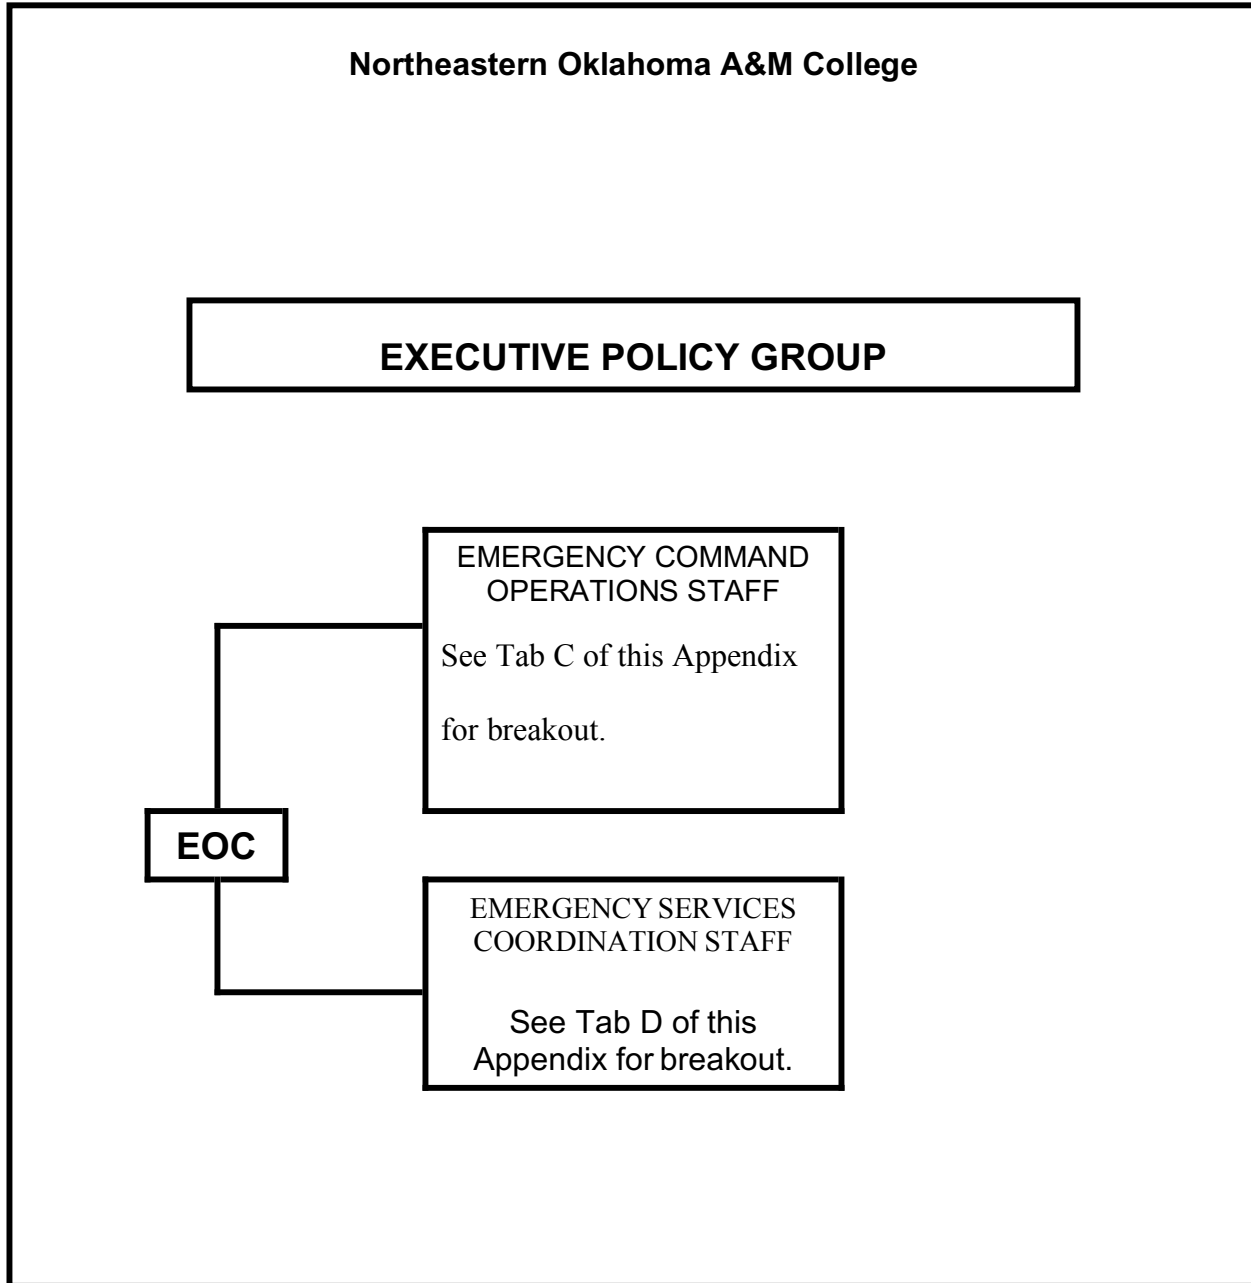 Northeastern Oklahoma A&M College
EXECUTIVE POLICY GROUP
EMERGENCY COMMAND
OPERATIONS STAFF
See Tab C of this Appendix
for breakout.
EOC
EMERGENCY SERVICES
COORDINATION STAFF
See Tab D of this
Appendix for breakout.